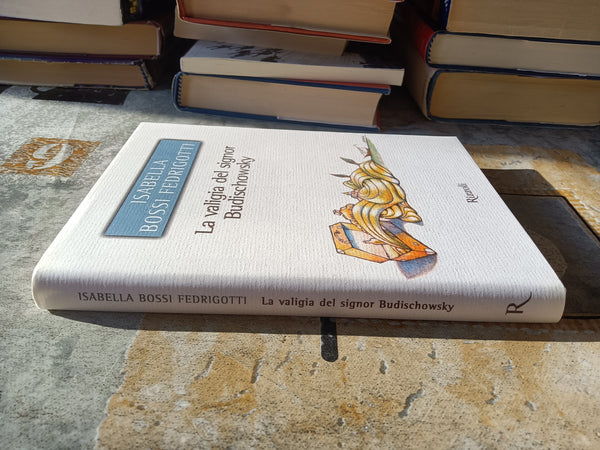 ISABELLA
BOSSI FEDRIGOTTI
La valigia del signor
Budischowsky
Rizzoli
ISABELLA BOSSI FEDRIGOTTI La valigia del signor Budischowsky R